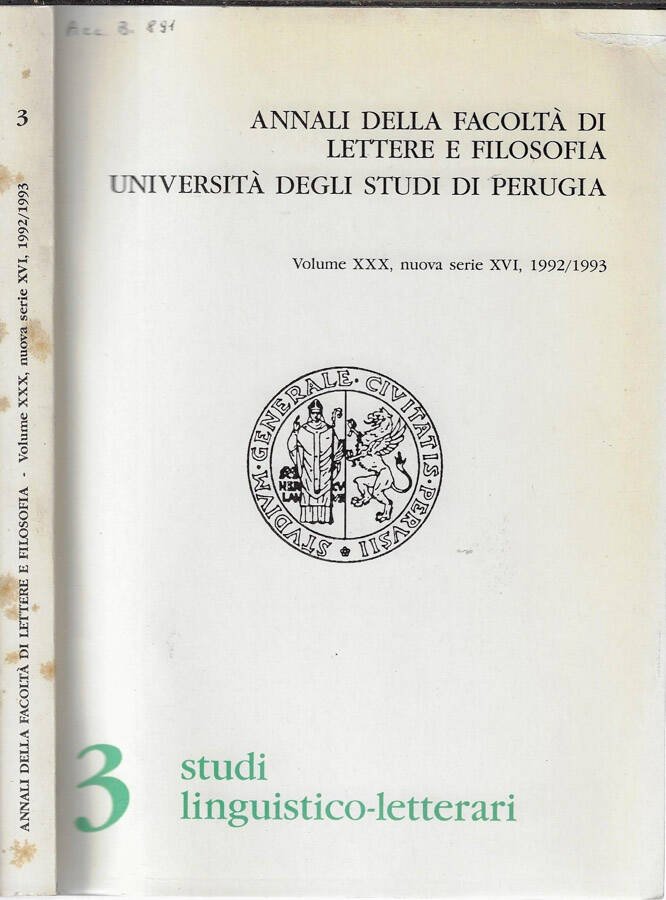 Acc. B. 891
ANNALI DELLA FACOLTÀ DI
LETTERE E FILOSOFIA
UNIVERSITÀ DEGLI STUDI DI PERUGIA
Volume XXX, nuova serie XVI, 1992/1993
STVDIVM · GENERALE · CIVITATIS · PERVSII
3 studi
linguistico-letterari
3
ANNALI DELLA FACOLTÀ DI LETTERE E FILOSOFIA - Volume XXX, nuova serie XVI, 1992/1993